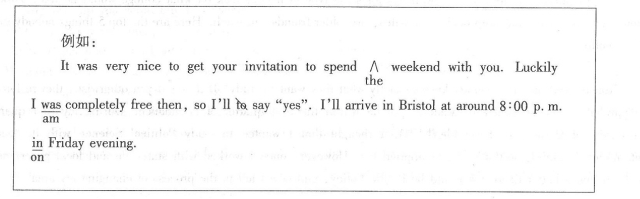 例如：
It was very nice to get your invitation to spend ∧ weekend with you. Luckily
the
I was completely free then, so I'll to say “yes”. I'll arrive in Bristol at around 8:00 p. m.
am
in Friday evening.
on